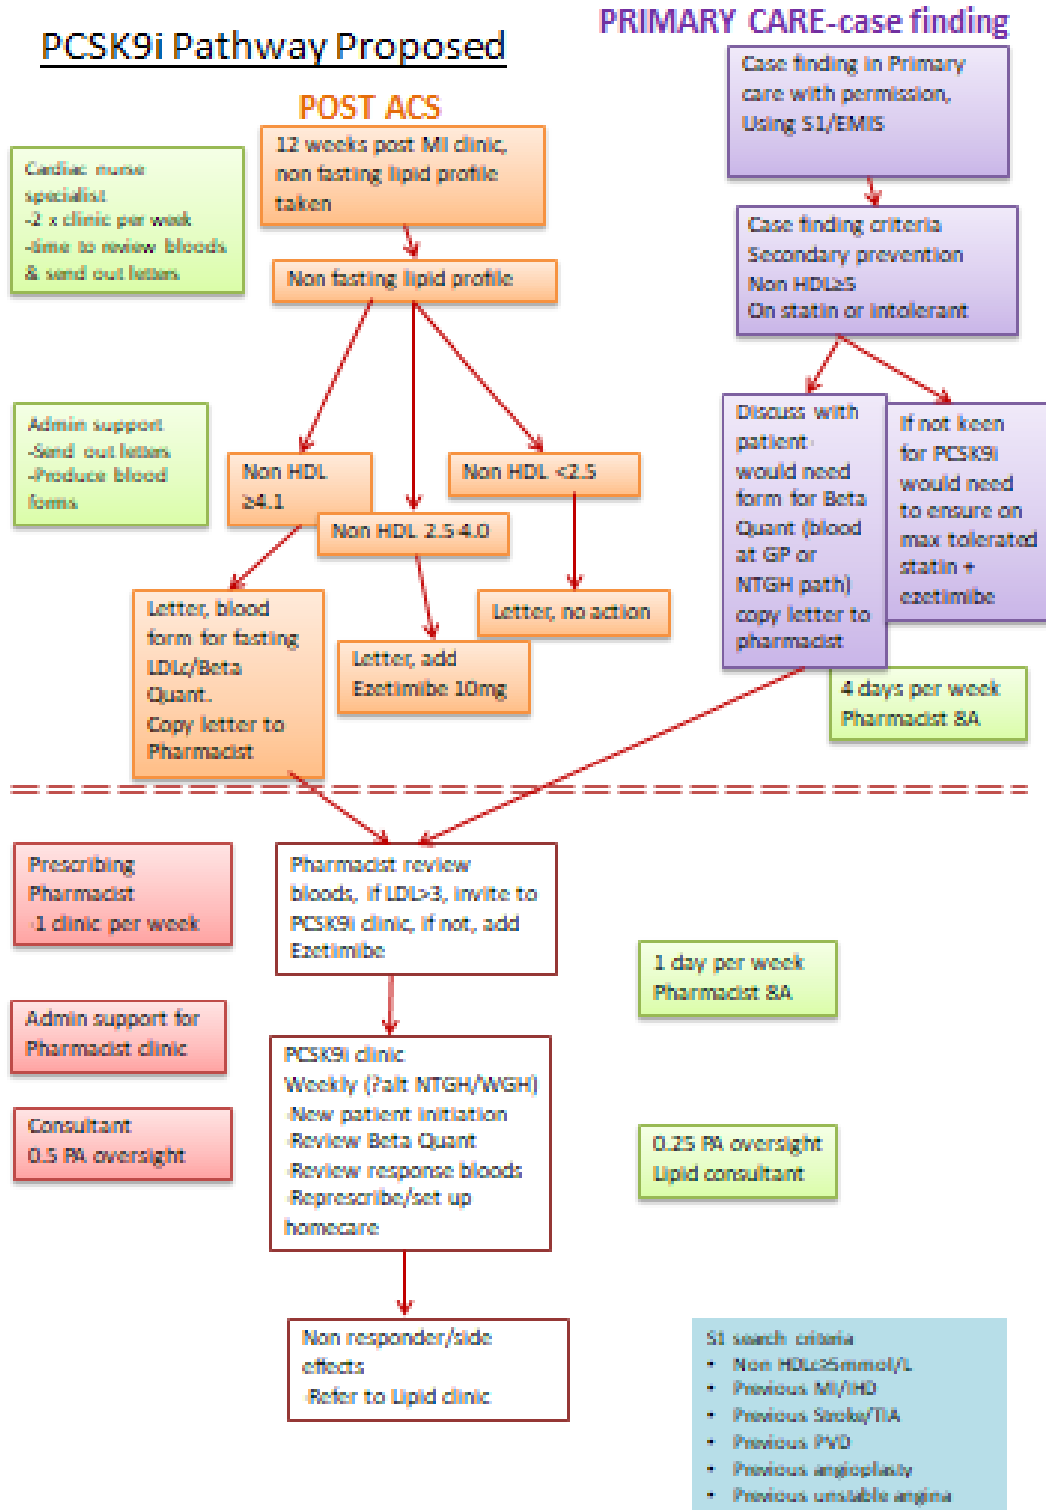 PCSK9i Pathway Proposed
PRIMARY CARE-case finding
POST ACS
Cardiac nurse
specialist
-2 x clinic per week
-time to review bloods
& send out letters
12 weeks post MI clinic,
non fasting lipid profile
taken
Non fasting lipid profile
Case finding in Primary
care with permission,
Using S1/EMIS
Case finding criteria
Secondary prevention
Non HDL≥5
On statin or intolerant
Admin support
-Send out letters
-Produce blood
forms
Non HDL
≥4.1
Non HDL 2.5-4.0
Non HDL <2.5
Letter, blood
form for fasting
LDLc/Beta
Quant.
Copy letter to
Pharmacist
Letter, add
Ezetimibe 10mg
Letter, no action
Discuss with
patient-
would need
form for Beta
Quant (blood
at GP or
NTGH path)
copy letter to
pharmacist
If not keen
for PCSK9i
would need
to ensure on
max tolerated
statin +
ezetimibe
4 days per week
Pharmacist 8A
Prescribing
Pharmacist
-1 clinic per week
Pharmacist review
bloods, if LDL>3, invite to
PCSK9i clinic, if not, add
Ezetimibe
1 day per week
Pharmacist 8A
Admin support for
Pharmacist clinic
PCSK9i clinic
Weekly (?alt NTGH/WGH)
-New patient initiation
-Review Beta Quant
-Review response bloods
-Represcribe/set up
homecare
Consultant
0.5 PA oversight
0.25 PA oversight
Lipid consultant
Non responder/side
effects
-Refer to Lipid clinic
S1 search criteria
• Non HDLc≥5mmol/L
• Previous MI/IHD
• Previous Stroke/TIA
• Previous PVD
• Previous angioplasty
• Previous unstable angina